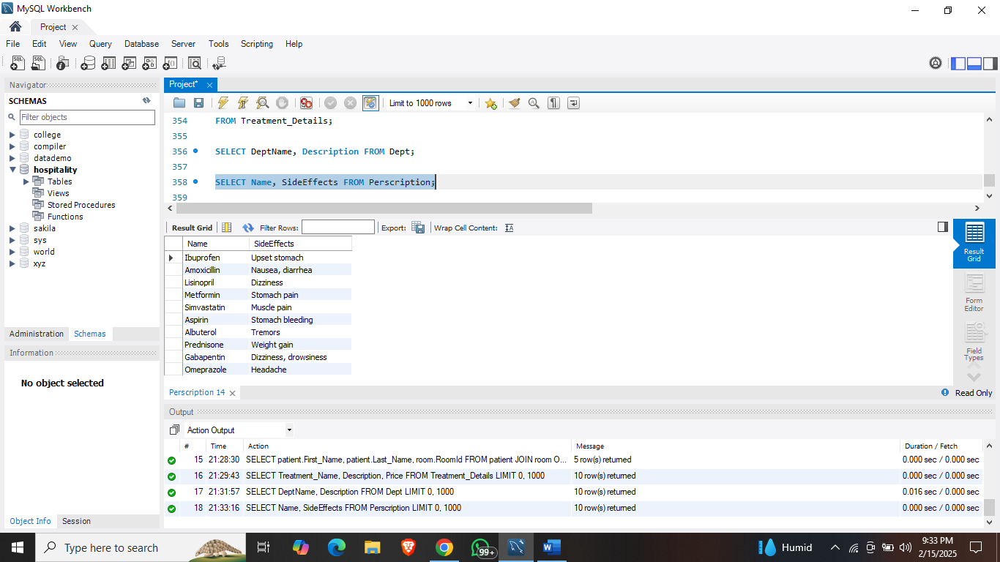 MySQL Workbench
Project
File Edit View Query Database Server Tools Scripting Help
Navigator
SCHEMAS
Filter objects
college
compiler
datademo
hospitality
Tables
Views
Stored Procedures
Functions
sakila
sys
world
xyz
Administration Schemas
Information
No object selected
Object Info Session
Project*
Limit to 1000 rows
354 FROM Treatment_Details;
355
356 SELECT DeptName, Description FROM Dept;
357
358 SELECT Name, SideEffects FROM Perscription;
359
Result Grid Filter Rows: Export: Wrap Cell Content:
Name SideEffects
Ibuprofen Upset stomach
Amoxicillin Nausea, diarrhea
Lisinopril Dizziness
Metformin Stomach pain
Simvastatin Muscle pain
Aspirin Stomach bleeding
Albuterol Tremors
Prednisone Weight gain
Gabapentin Dizziness, drowsiness
Omeprazole Headache
Result
Grid
Form
Editor
Field
Types
Perscription 14
Read Only
Output
Action Output
# Time Action Message Duration / Fetch
15 21:28:30 SELECT patient.First_Name, patient.Last_Name, room.RoomId FROM patient JOIN room O... 5 row(s) returned 0.000 sec / 0.000 sec
16 21:29:43 SELECT Treatment_Name, Description, Price FROM Treatment_Details LIMIT 0, 1000 10 row(s) returned 0.000 sec / 0.000 sec
17 21:31:57 SELECT DeptName, Description FROM Dept LIMIT 0, 1000 10 row(s) returned 0.016 sec / 0.000 sec
18 21:33:16 SELECT Name, SideEffects FROM Perscription LIMIT 0, 1000 10 row(s) returned 0.000 sec / 0.000 sec
Type here to search
99+
W
Humid
9:33 PM
2/15/2025